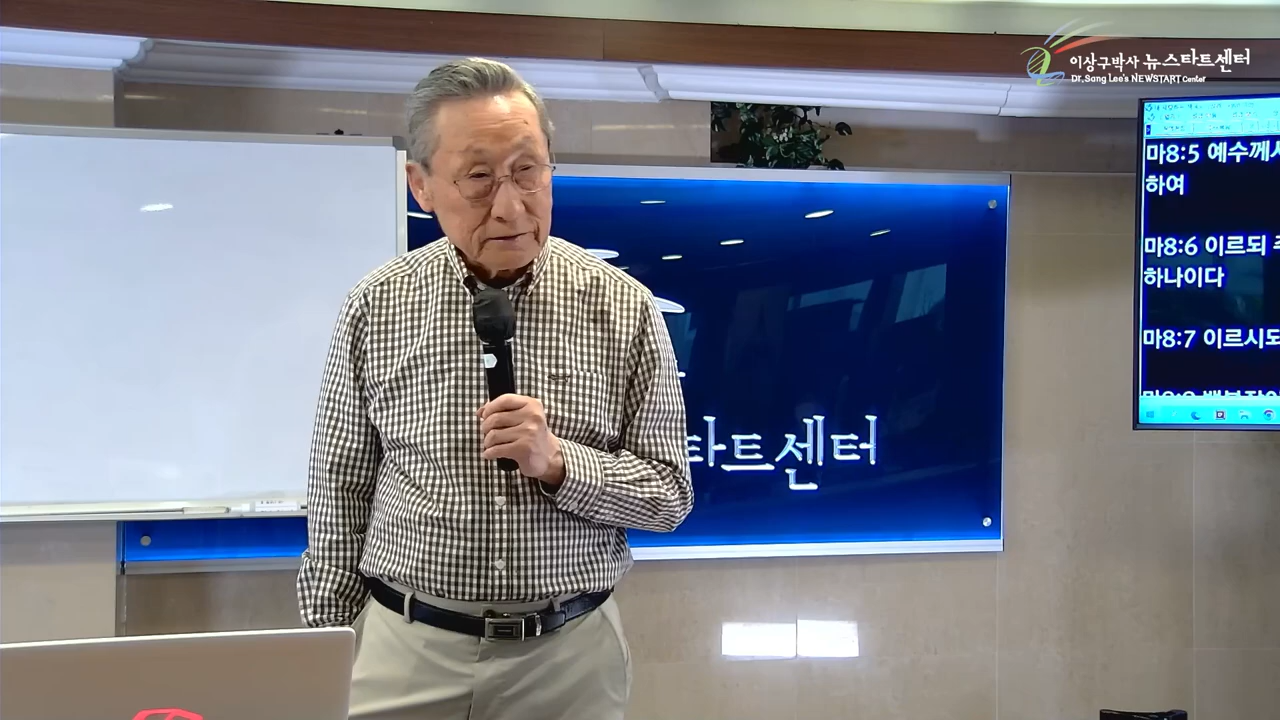 이상구박사 뉴스타트센터
Dr.Sang Lee's NEWSTART Center
마8:5 예수께서
하여
마8:6 이르되
하나이다
마8:7 이르시되
타트센터